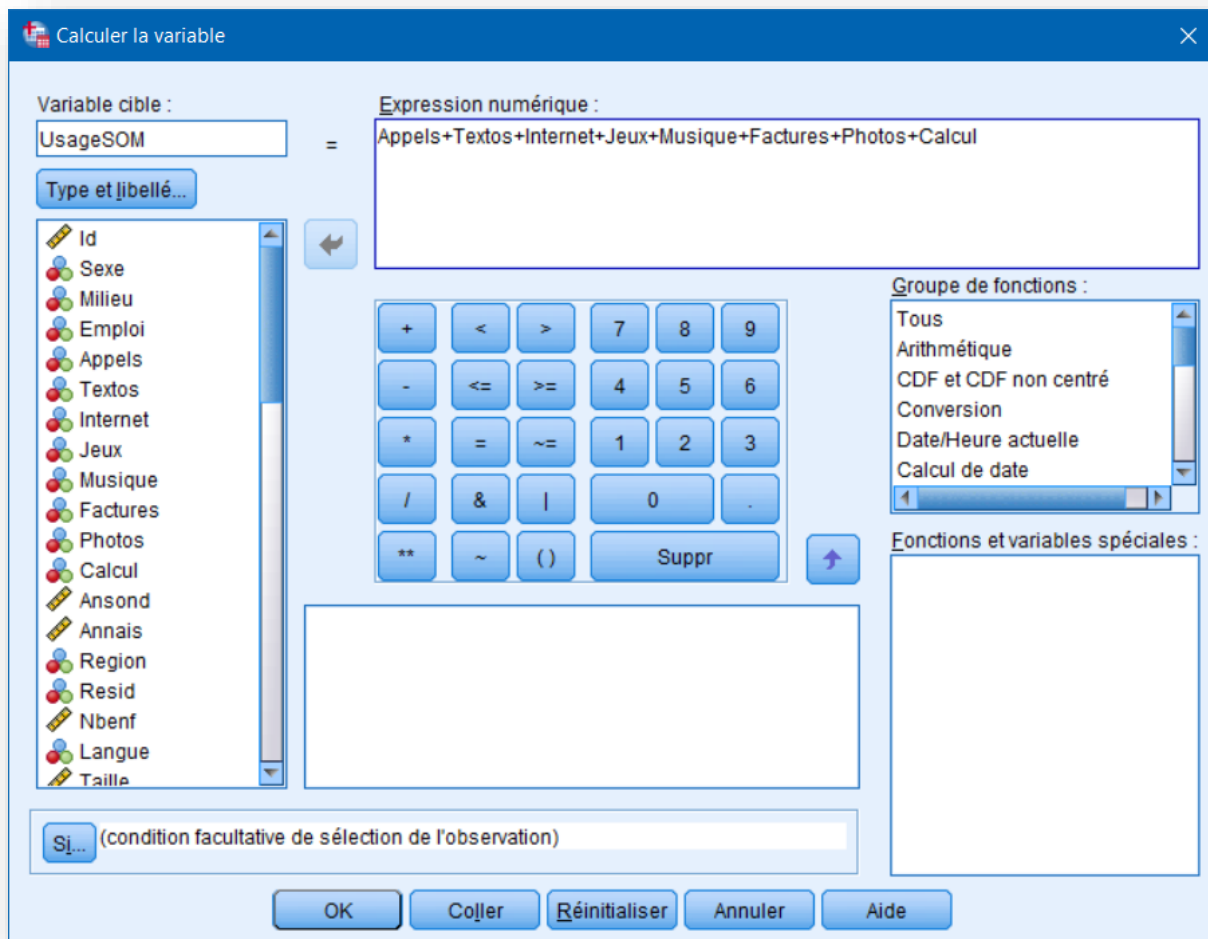 Calculer la variable
Variable cible :
UsageSOM
=
Expression numérique :
Appels+Textos+Internet+Jeux+Musique+Factures+Photos+Calcul
Type et libellé...
Id
Sexe
Milieu
Emploi
Appels
Textos
Internet
Jeux
Musique
Factures
Photos
Calcul
Ansond
Annais
Region
Resid
Nbenf
Langue
Taille
+ < > 7 8 9
- <= >= 4 5 6
* = ~= 1 2 3
/ & | 0 .
** ~ ( ) Suppr
Groupe de fonctions :
Tous
Arithmétique
CDF et CDF non centré
Conversion
Date/Heure actuelle
Calcul de date
Fonctions et variables spéciales :
Si... (condition facultative de sélection de l'observation)
OK Coller Réinitialiser Annuler Aide